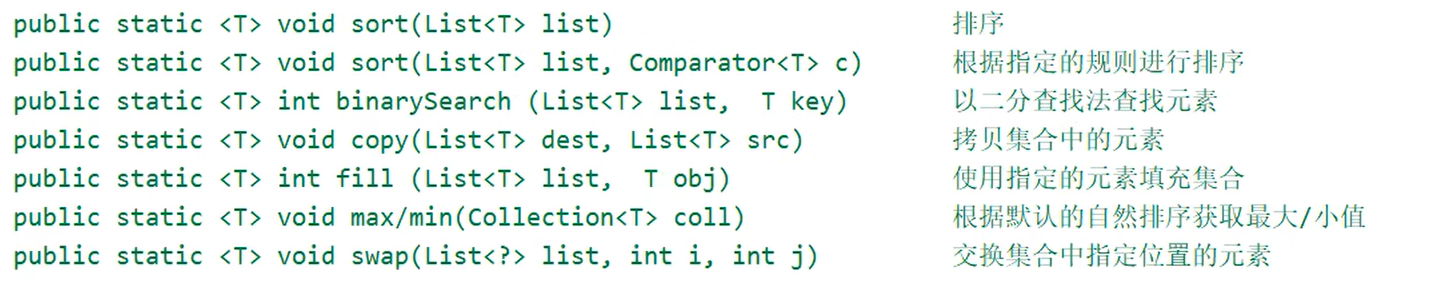 public static <T> void sort(List<T> list) 排序
public static <T> void sort(List<T> list, Comparator<T> c) 根据指定的规则进行排序
public static <T> int binarySearch (List<T> list,  T key) 以二分查找法查找元素
public static <T> void copy(List<T> dest, List<T> src) 拷贝集合中的元素
public static <T> int fill (List<T> list,  T obj) 使用指定的元素填充集合
public static <T> void max/min(Collection<T> coll) 根据默认的自然排序获取最大/小值
public static <T> void swap(List<?> list, int i, int j) 交换集合中指定位置的元素